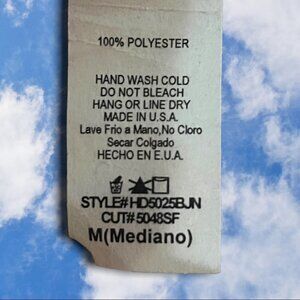 100% POLYESTER
HAND WASH COLD
DO NOT BLEACH
HANG OR LINE DRY
MADE IN U.S.A.
Lave Frio a Mano,No Cloro
Secar Colgado
HECHO EN E.U.A.
STYLE# HD5025BJN
CUT# 5048SF
M(Mediano)